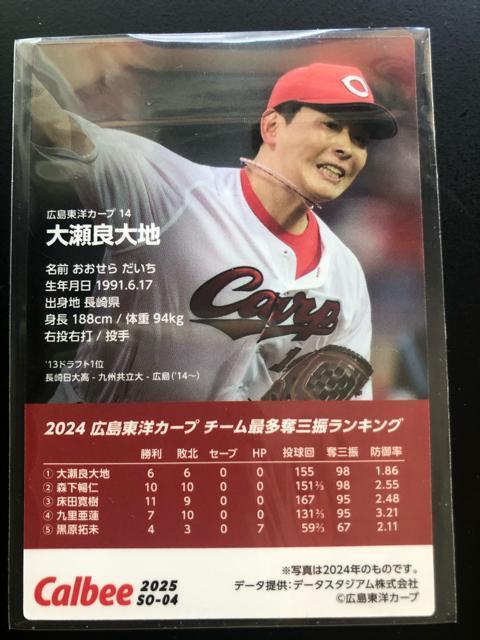 C
Carp
1
広島東洋カープ 14
大瀬良大地
名前 おおせら だいち
生年月日 1991.6.17
出身地 長崎県
身長 188cm / 体重 94kg
右投右打 / 投手
'13ドラフト1位
長崎日大高 - 九州共立大 - 広島('14〜)
2024 広島東洋カープ チーム最多奪三振ランキング
勝利 敗北 セーブ HP 投球回 奪三振 防御率
① 大瀬良大地 6 6 0 0 155 98 1.86
② 森下暢仁 10 10 0 0 151⅔ 98 2.55
③ 床田寛樹 11 9 0 0 167 95 2.48
④ 九里亜蓮 7 10 0 0 131⅔ 95 3.21
⑤ 黒原拓未 4 3 0 7 59⅔ 67 2.11
※写真は2024年のものです。
データ提供：データスタジアム株式会社
©広島東洋カープ
Calbee 2025
SO-04